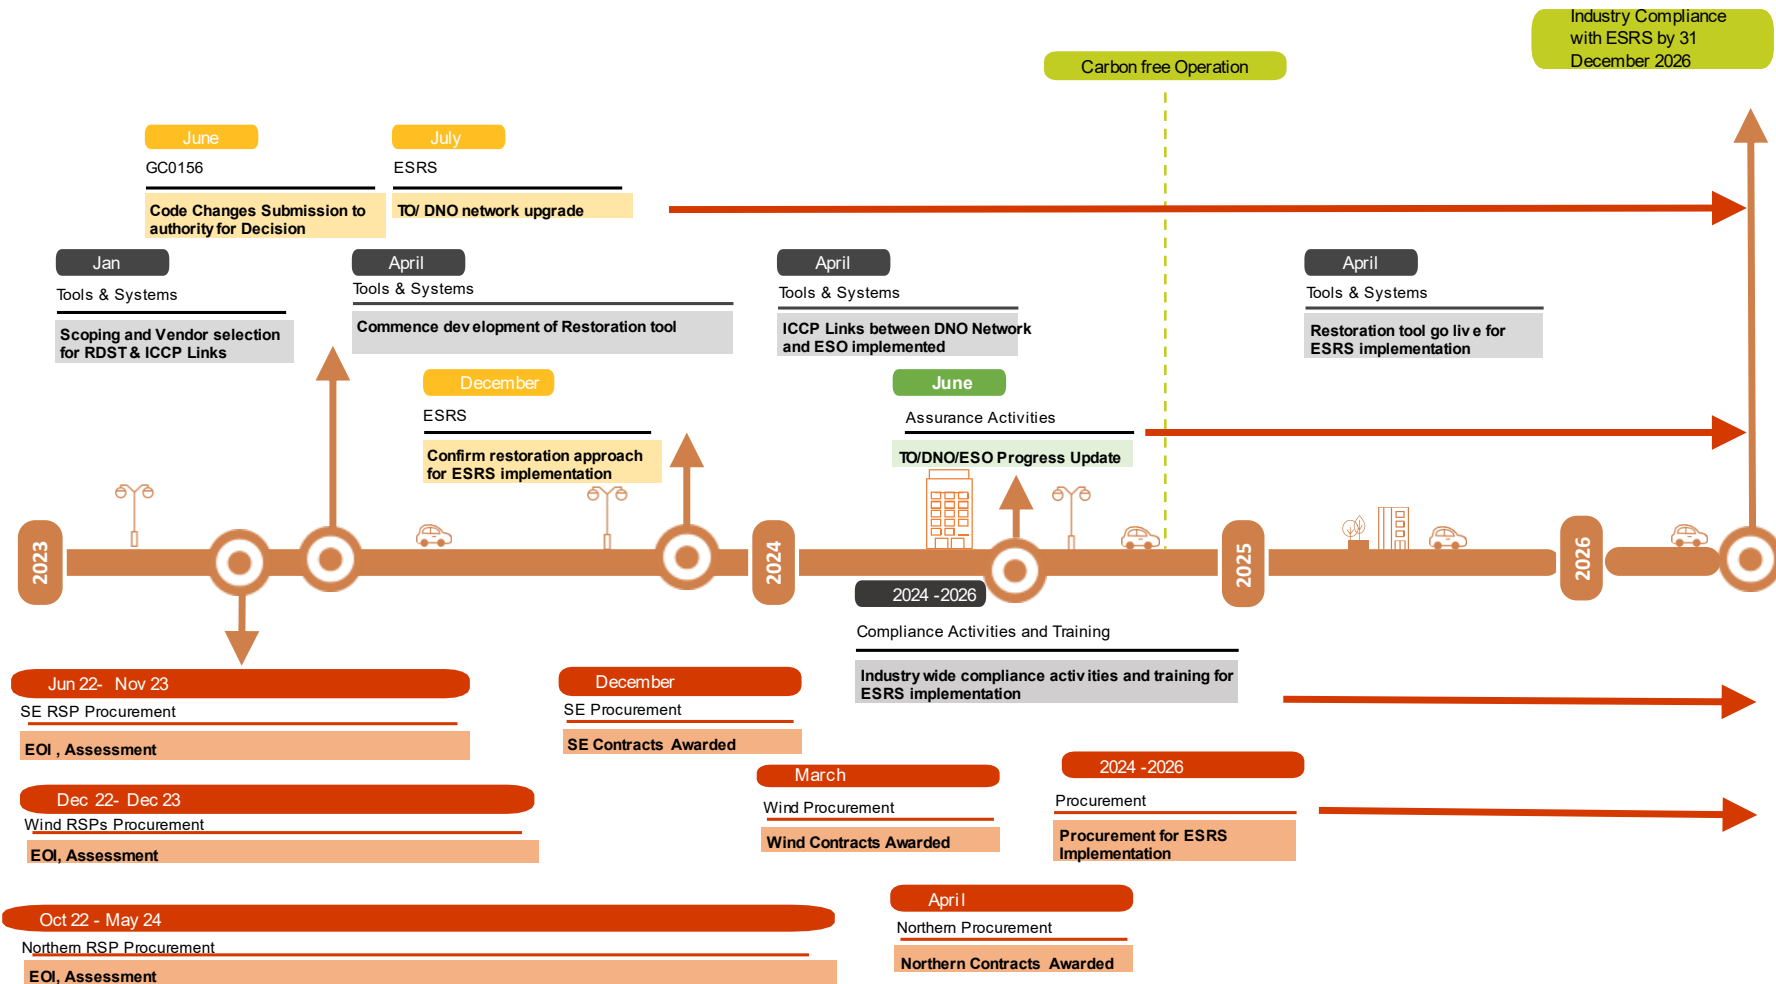 Industry Compliance
with ESRS by 31
December 2026
Carbon free Operation
June
GC0156
Code Changes Submission to
authority for Decision
July
ESRS
TO/ DNO network upgrade
Jan
Tools & Systems
Scoping and Vendor selection
for RDST & ICCP Links
April
Tools & Systems
Commence development of Restoration tool
April
Tools & Systems
ICCP Links between DNO Network
and ESO implemented
April
Tools & Systems
Restoration tool go live for
ESRS implementation
December
ESRS
Confirm restoration approach
for ESRS implementation
June
Assurance Activities
TO/DNO/ESO Progress Update
2023
2024
2025
2026
2024 -2026
Compliance Activities and Training
Industry wide compliance activities and training for
ESRS implementation
Jun 22- Nov 23
SE RSP Procurement
EOI , Assessment
December
SE Procurement
SE Contracts Awarded
Dec 22- Dec 23
Wind RSPs Procurement
EOI, Assessment
March
Wind Procurement
Wind Contracts Awarded
2024 -2026
Procurement
Procurement for ESRS
Implementation
Oct 22 - May 24
Northern RSP Procurement
EOI, Assessment
April
Northern Procurement
Northern Contracts Awarded